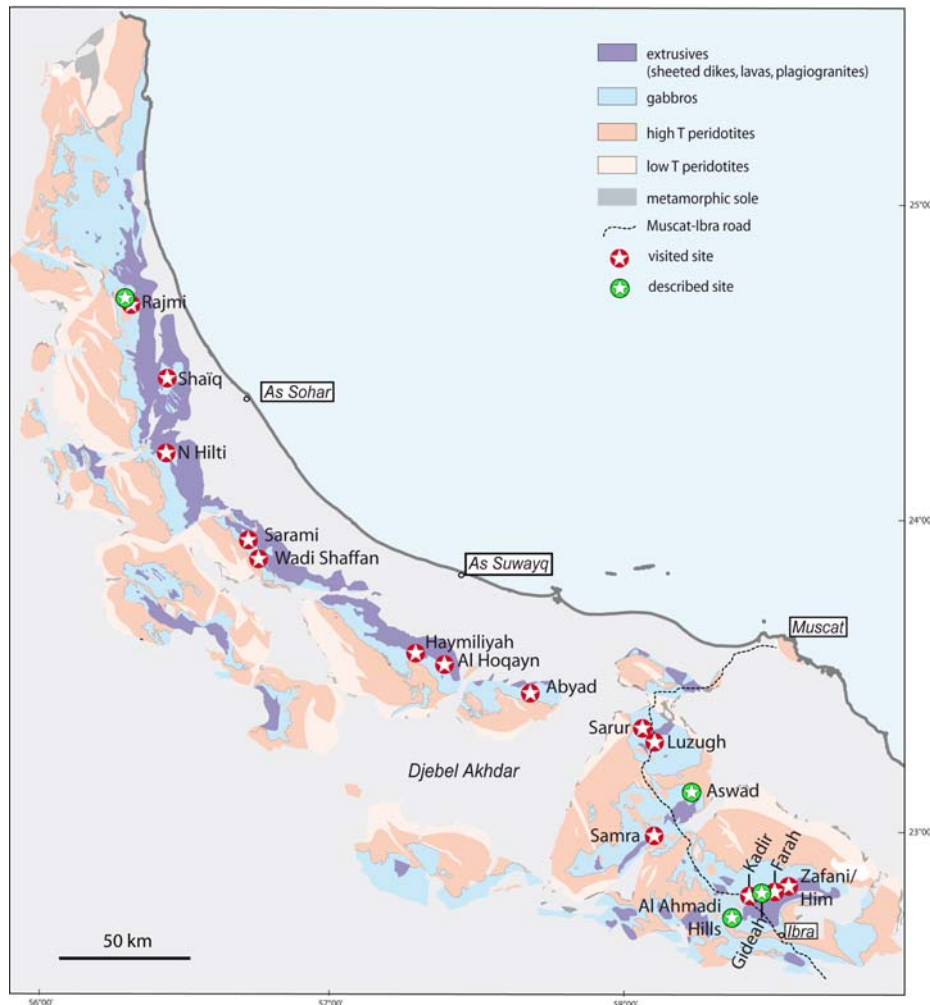 extrusives
(sheeted dikes, lavas, plagiogranites)
gabbros
high T peridotites
low T peridotites
metamorphic sole
Muscat-Ibra road
visited site
described site
25°00'
Rajmi
Shaïq
As Sohar
N Hilti
24°00'
Sarami
Wadi Shaffan
As Suwayq
Muscat
Haymiliyah
Al Hoqayn
Abyad
Sarur
Luzugh
Djebel Akhdar
Aswad
Samra
23°00'
Kadir
Farah
Zafani/
Him
Al Ahmadi
Hills
Gideah
Ibra
50 km
56°00'
57°00'
58°00'